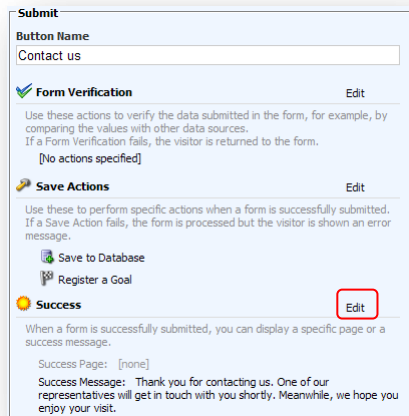 Submit
Button Name
Contact us
Form Verification Edit
Use these actions to verify the data submitted in the form, for example, by
comparing the values with other data sources.
If a Form Verification fails, the visitor is returned to the form.
[No actions specified]
Save Actions Edit
Use these to perform specific actions when a form is successfully submitted.
If a Save Action fails, the form is processed but the visitor is shown an error
message.
Save to Database
Register a Goal
Success Edit
When a form is successfully submitted, you can display a specific page or a
success message.
Success Page: [none]
Success Message: Thank you for contacting us. One of our
representatives will get in touch with you shortly. Meanwhile, we hope you
enjoy your visit.